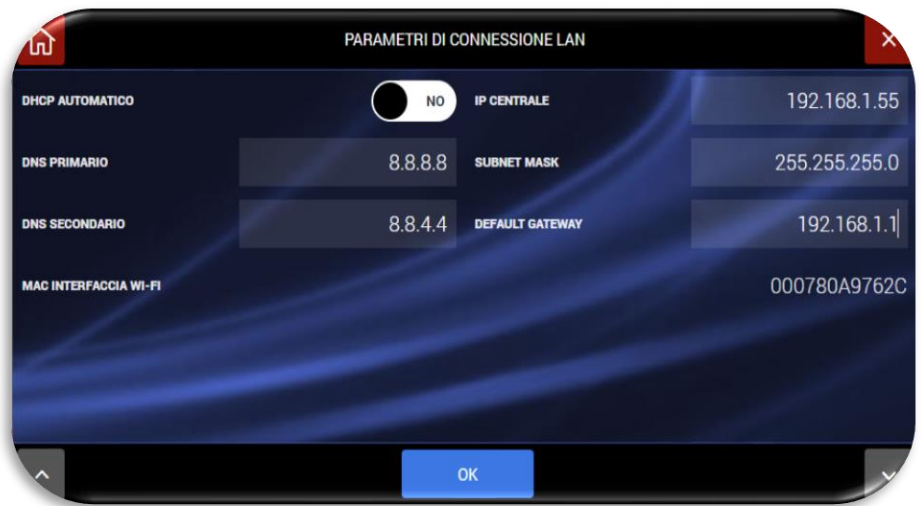 PARAMETRI DI CONNESSIONE LAN
DHCP AUTOMATICO NO IP CENTRALE 192.168.1.55
DNS PRIMARIO 8.8.8.8 SUBNET MASK 255.255.255.0
DNS SECONDARIO 8.8.4.4 DEFAULT GATEWAY 192.168.1.1
MAC INTERFACCIA WI-FI 000780A9762C
OK